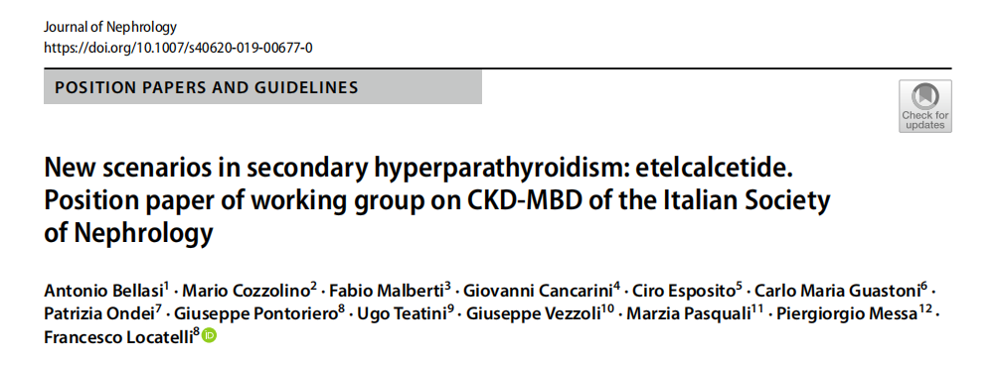 Journal of Nephrology
https://doi.org/10.1007/s40620-019-00677-0
POSITION PAPERS AND GUIDELINES
Check for
updates
New scenarios in secondary hyperparathyroidism: etelcalcetide.
Position paper of working group on CKD-MBD of the Italian Society
of Nephrology
Antonio Bellasi¹ · Mario Cozzolino² · Fabio Malberti³ · Giovanni Cancarini⁴ · Ciro Esposito⁵ · Carlo Maria Guastoni⁶ ·
Patrizia Ondei⁷ · Giuseppe Pontoriero⁸ · Ugo Teatini⁹ · Giuseppe Vezzoli¹⁰ · Marzia Pasquali¹¹ · Piergiorgio Messa¹² ·
Francesco Locatelli⁸ iD